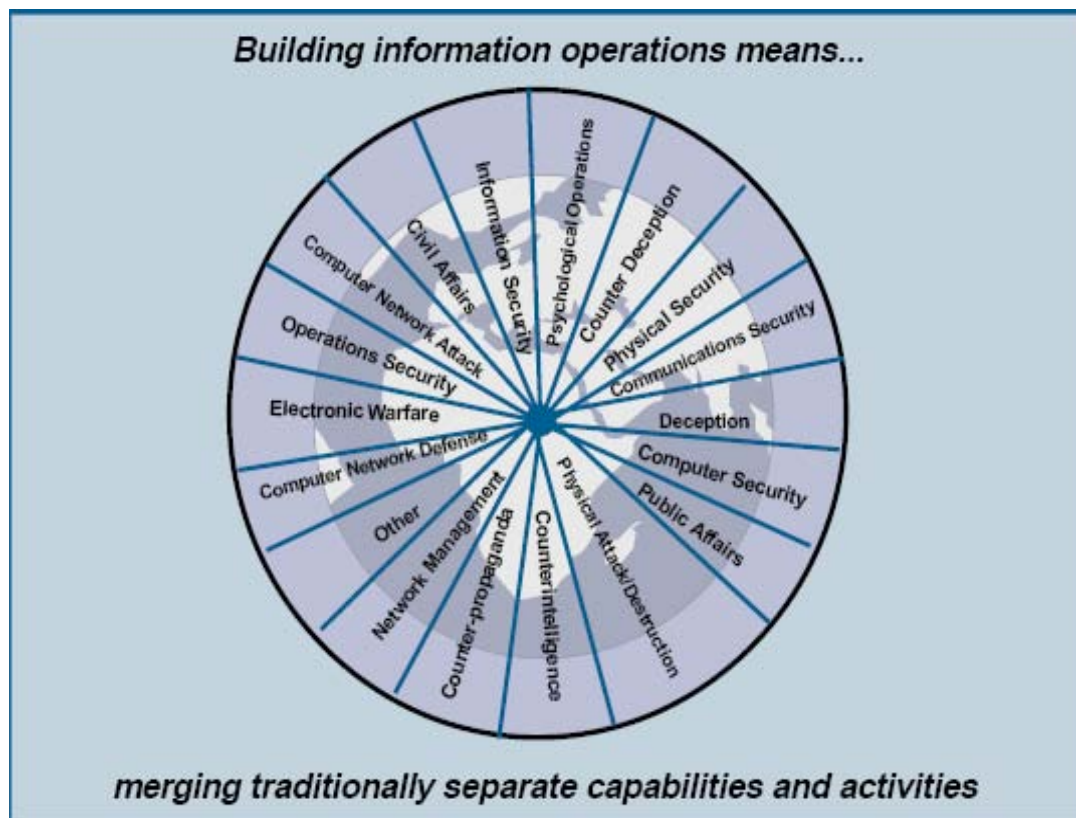 Building information operations means...
Psychological Operations
Counter Deception
Physical Security
Communications Security
Deception
Computer Security
Public Affairs
Physical Attack/Destruction
Counterintelligence
Counter-propaganda
Network Management
Other
Computer Network Defense
Electronic Warfare
Operations Security
Computer Network Attack
Civil Affairs
Information Security
merging traditionally separate capabilities and activities